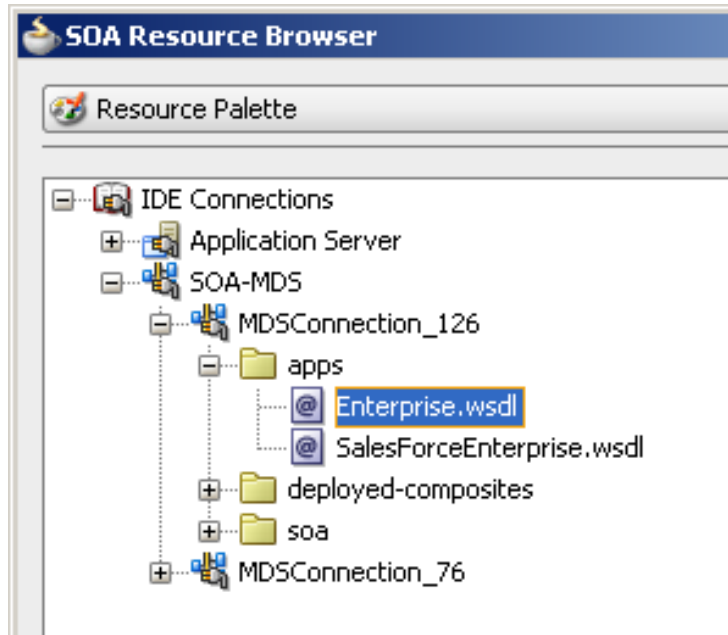 SOA Resource Browser
Resource Palette
IDE Connections
Application Server
SOA-MDS
MDSConnection_126
apps
Enterprise.wsdl
SalesForceEnterprise.wsdl
deployed-composites
soa
MDSConnection_76